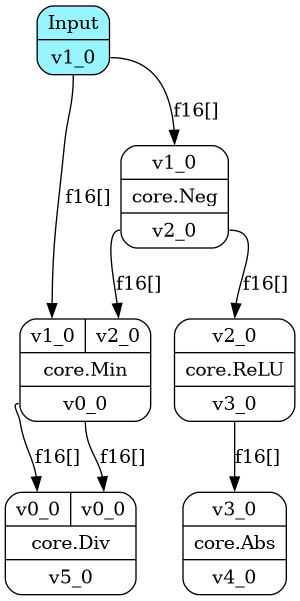 Input
v1_0
f16[]
v1_0
core.Neg
v2_0
f16[]
f16[]
f16[]
v1_0 v2_0
core.Min
v0_0
v2_0
core.ReLU
v3_0
f16[]
f16[]
f16[]
v0_0 v0_0
core.Div
v5_0
v3_0
core.Abs
v4_0